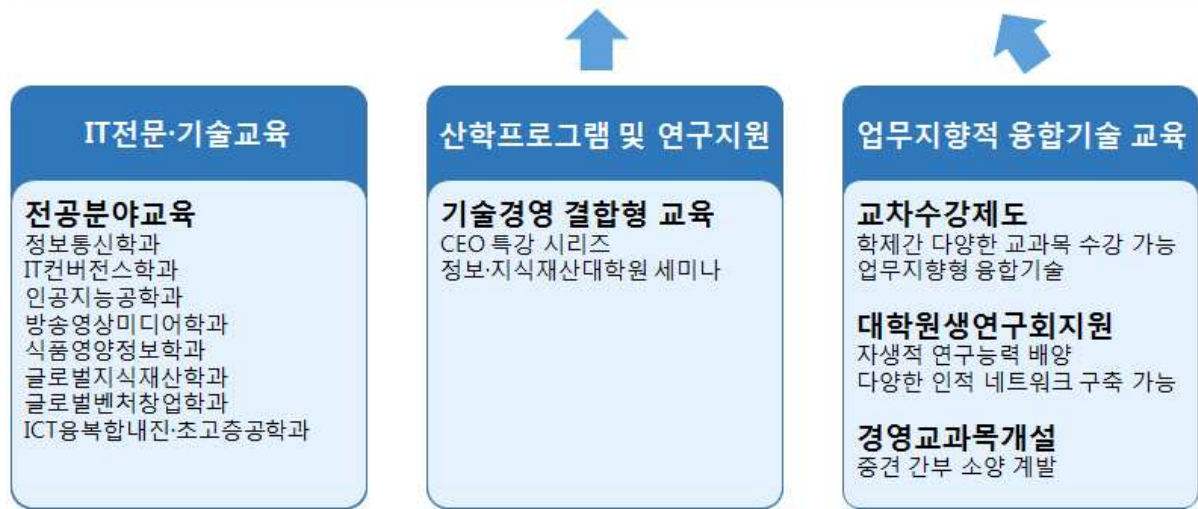 IT전문·기술교육
전공분야교육
정보통신학과
IT컨버전스학과
인공지능공학과
방송영상미디어학과
식품영양정보학과
글로벌지식재산학과
글로벌벤처창업학과
ICT융복합내진·초고층공학과
산학프로그램 및 연구지원
기술경영 결합형 교육
CEO 특강 시리즈
정보·지식재산대학원 세미나
업무지향적 융합기술 교육
교차수강제도
학제간 다양한 교과목 수강 가능
업무지향형 융합기술
대학원생연구회지원
자생적 연구능력 배양
다양한 인적 네트워크 구축 가능
경영교과목개설
중견 간부 소양 계발